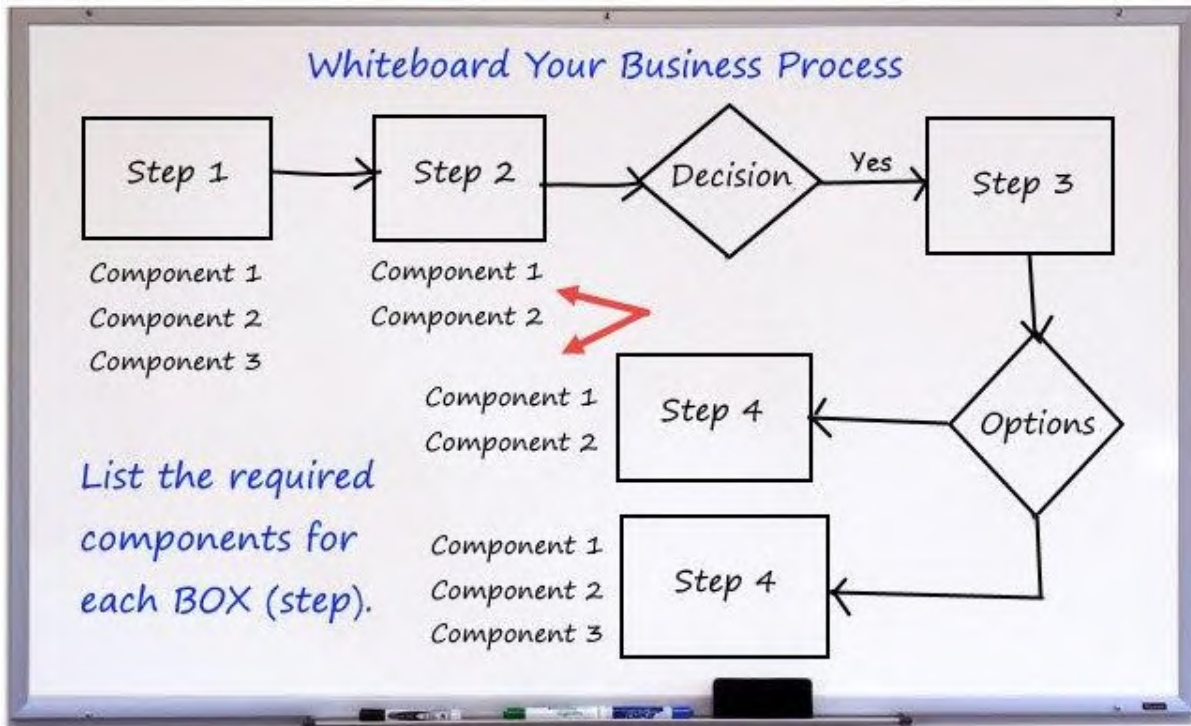 Whiteboard Your Business Process
Step 1
Step 2
Decision
Yes
Step 3
Component 1
Component 2
Component 3
Component 1
Component 2
Options
Step 4
Component 1
Component 2
List the required
components for
each BOX (step).
Step 4
Component 1
Component 2
Component 3